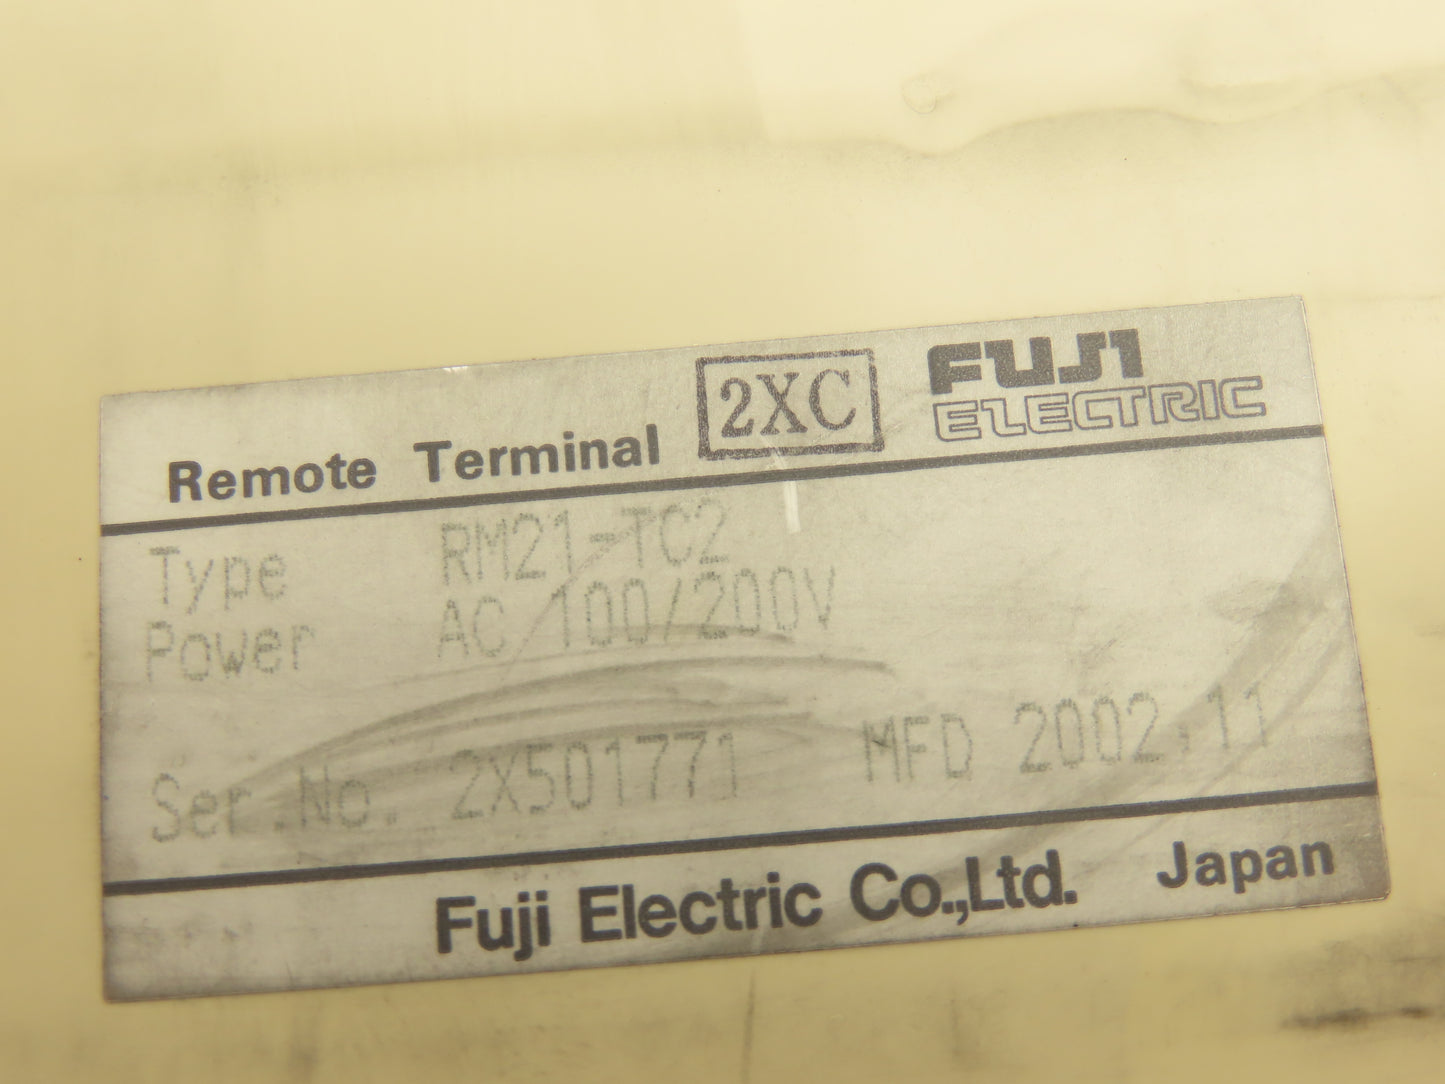 Remote Terminal 2XC FUJI ELECTRIC
Type RM21-TC2
Power AC 100/200V
Ser.No. 2X501771 MFD 2002.11
Fuji Electric Co.,Ltd. Japan